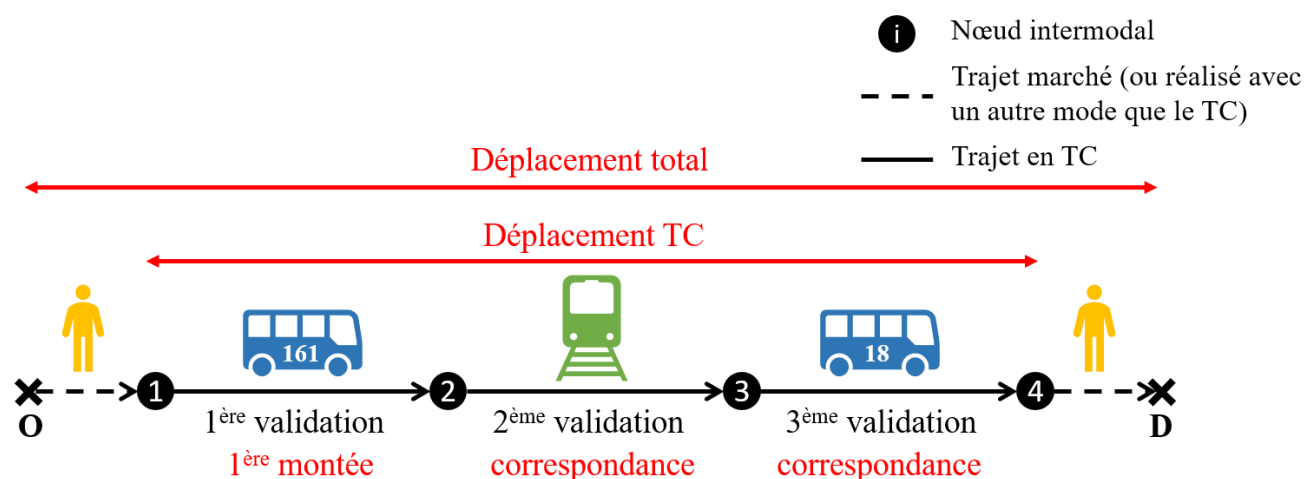 i Nœud intermodal
Trajet marché (ou réalisé avec
un autre mode que le TC)
Trajet en TC
Déplacement total
Déplacement TC
161
18
1 2 3 4
O D
1ère validation 2ème validation 3ème validation
1ère montée correspondance correspondance